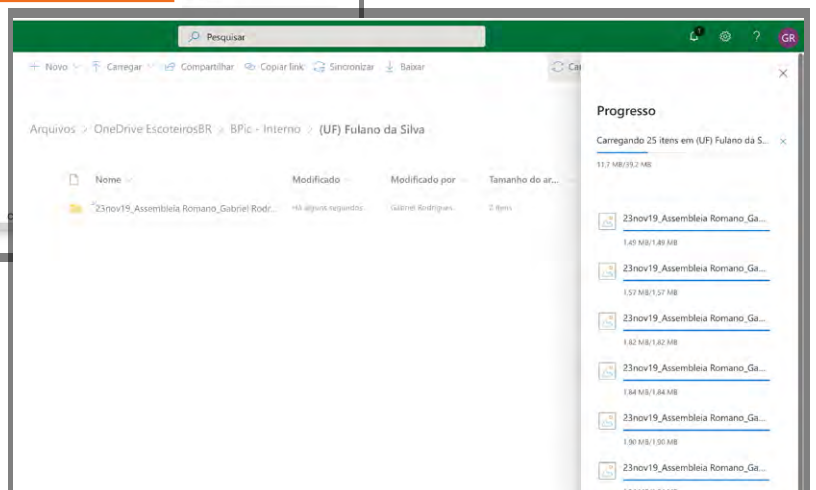 Pesquisar
GR
+ Novo Carregar Compartilhar Copiar link Sincronizar Baixar
Progresso
Carregando 25 itens em (UF) Fulano da S...
11.7 MB/39.2 MB
Arquivos > OneDrive EscoteirosBR > BPic - Interno > (UF) Fulano da Silva
Nome Modificado Modificado por Tamanho do ar...
23nov19_Assembleia Romano_Gabriel Rodr... Há alguns segundos Gabriel Rodrigues 2 itens
23nov19_Assembleia Romano_Ga...
1.49 MB/1.49 MB
23nov19_Assembleia Romano_Ga...
1.57 MB/1.57 MB
23nov19_Assembleia Romano_Ga...
1.82 MB/1.82 MB
23nov19_Assembleia Romano_Ga...
1.84 MB/1.84 MB
23nov19_Assembleia Romano_Ga...
1.90 MB/1.90 MB
23nov19_Assembleia Romano_Ga...